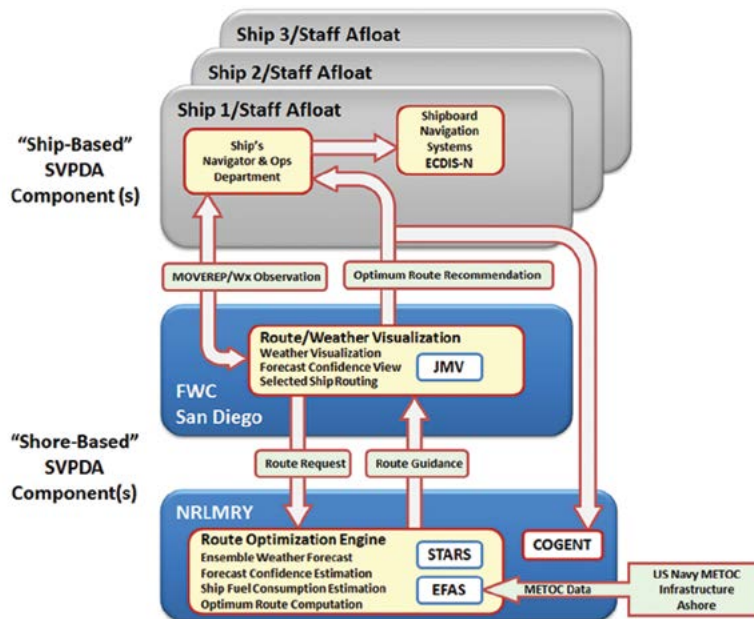 Ship 3/Staff Afloat
Ship 2/Staff Afloat
Ship 1/Staff Afloat
"Ship-Based"
SVPDA
Component (s)
Ship's
Navigator & Ops
Department
Shipboard
Navigation
Systems
ECDIS-N
MOVEREP/Wx Observation
Optimum Route Recommendation
Route/Weather Visualization
Weather Visualization
Forecast Confidence View
Selected Ship Routing
JMV
FWC
San Diego
"Shore-Based"
SVPDA
Component(s)
Route Request
Route Guidance
NRLMRY
Route Optimization Engine
Ensemble Weather Forecast
Forecast Confidence Estimation
Ship Fuel Consumption Estimation
Optimum Route Computation
STARS
EFAS
COGENT
METOC Data
US Navy METOC
Infrastructure
Ashore